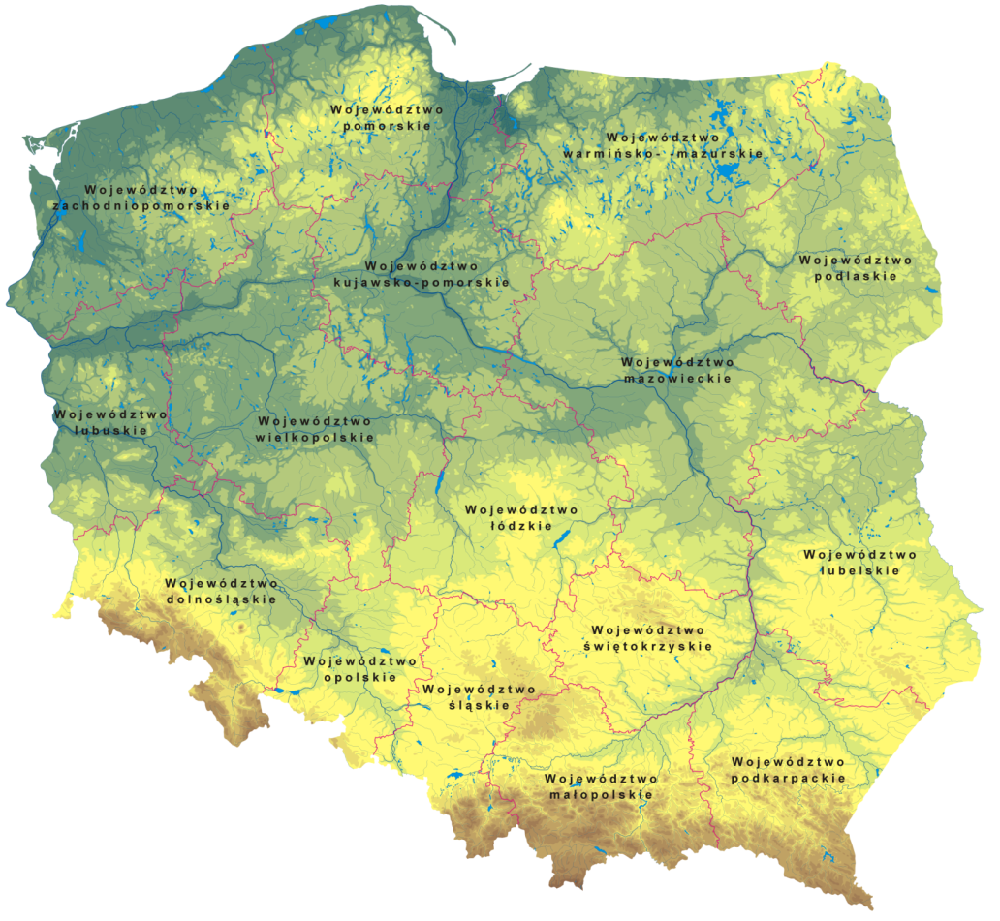 Województwo
pomorskie
Województwo
warmińsko- -mazurskie
Województwo
zachodniopomorskie
Województwo
podlaskie
Województwo
kujawsko-pomorskie
Województwo
mazowieckie
Województwo
lubuskie
Województwo
wielkopolskie
Województwo
łódzkie
Województwo
lubelskie
Województwo
dolnośląskie
Województwo
świętokrzyskie
Województwo
opolskie
Województwo
śląskie
Województwo
podkarpackie
Województwo
małopolskie